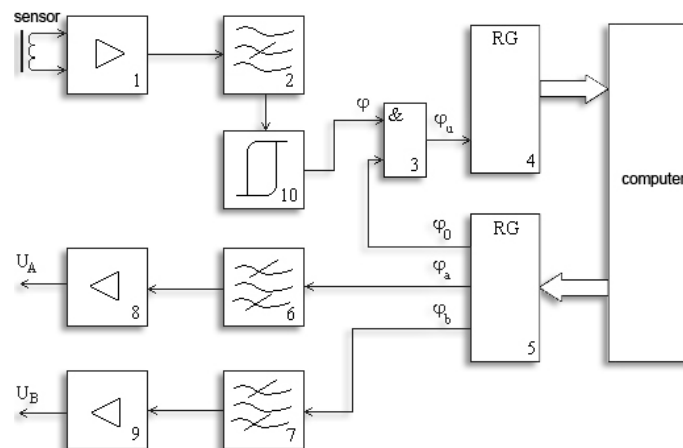 sensor
1
2
RG
4
φ
&
3
φu
10
computer
φ0
RG
5
UA
8
6
φa
φb
UB
9
7